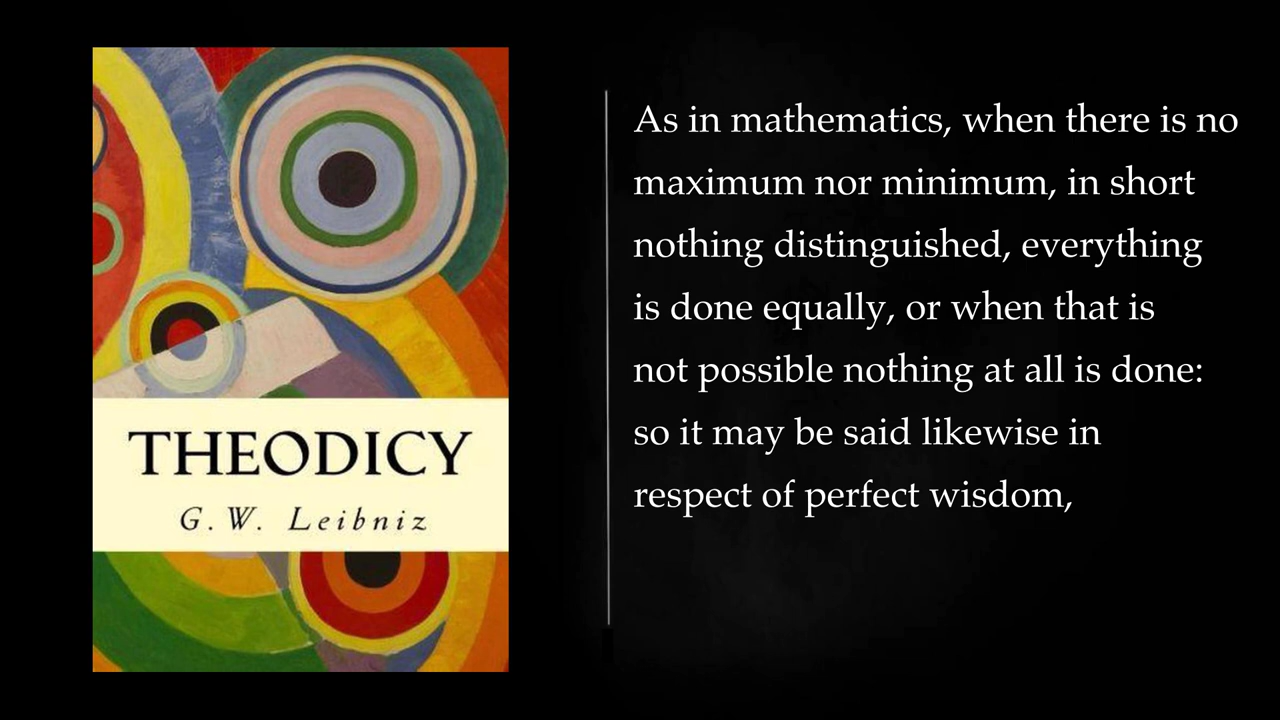 THEODICY
G. W. Leibniz
As in mathematics, when there is no
maximum nor minimum, in short
nothing distinguished, everything
is done equally, or when that is
not possible nothing at all is done:
so it may be said likewise in
respect of perfect wisdom,